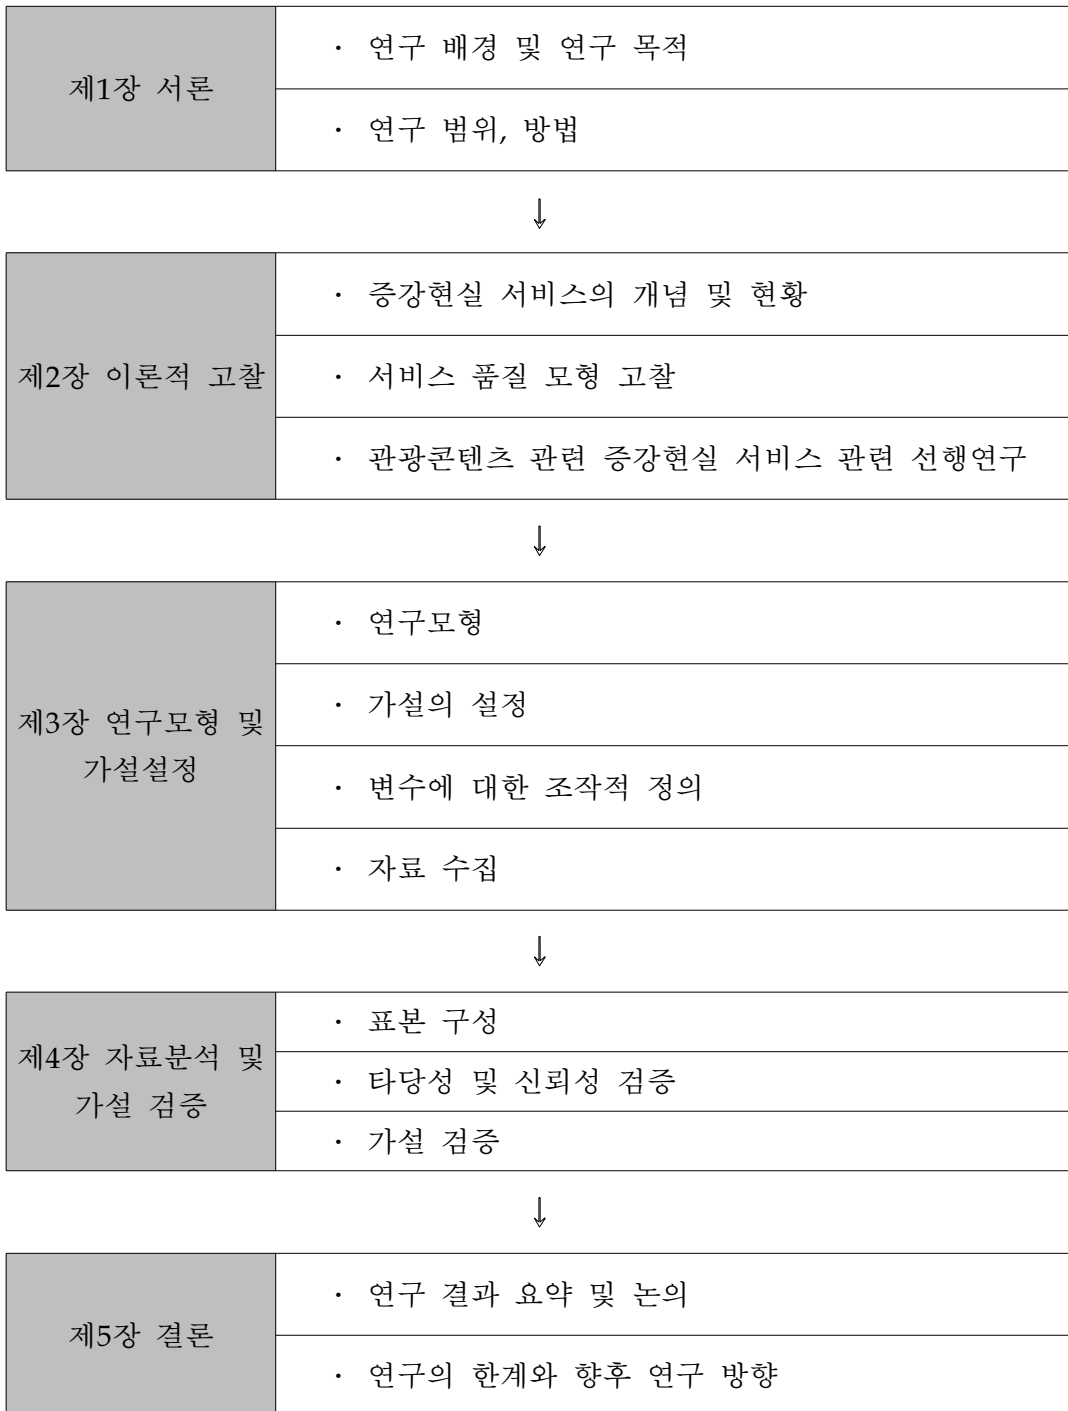 제1장 서론
· 연구 배경 및 연구 목적
· 연구 범위, 방법
↓
제2장 이론적 고찰
· 증강현실 서비스의 개념 및 현황
· 서비스 품질 모형 고찰
· 관광콘텐츠 관련 증강현실 서비스 관련 선행연구
↓
제3장 연구모형 및
가설설정
· 연구모형
· 가설의 설정
· 변수에 대한 조작적 정의
· 자료 수집
↓
제4장 자료분석 및
가설 검증
· 표본 구성
· 타당성 및 신뢰성 검증
· 가설 검증
↓
제5장 결론
· 연구 결과 요약 및 논의
· 연구의 한계와 향후 연구 방향